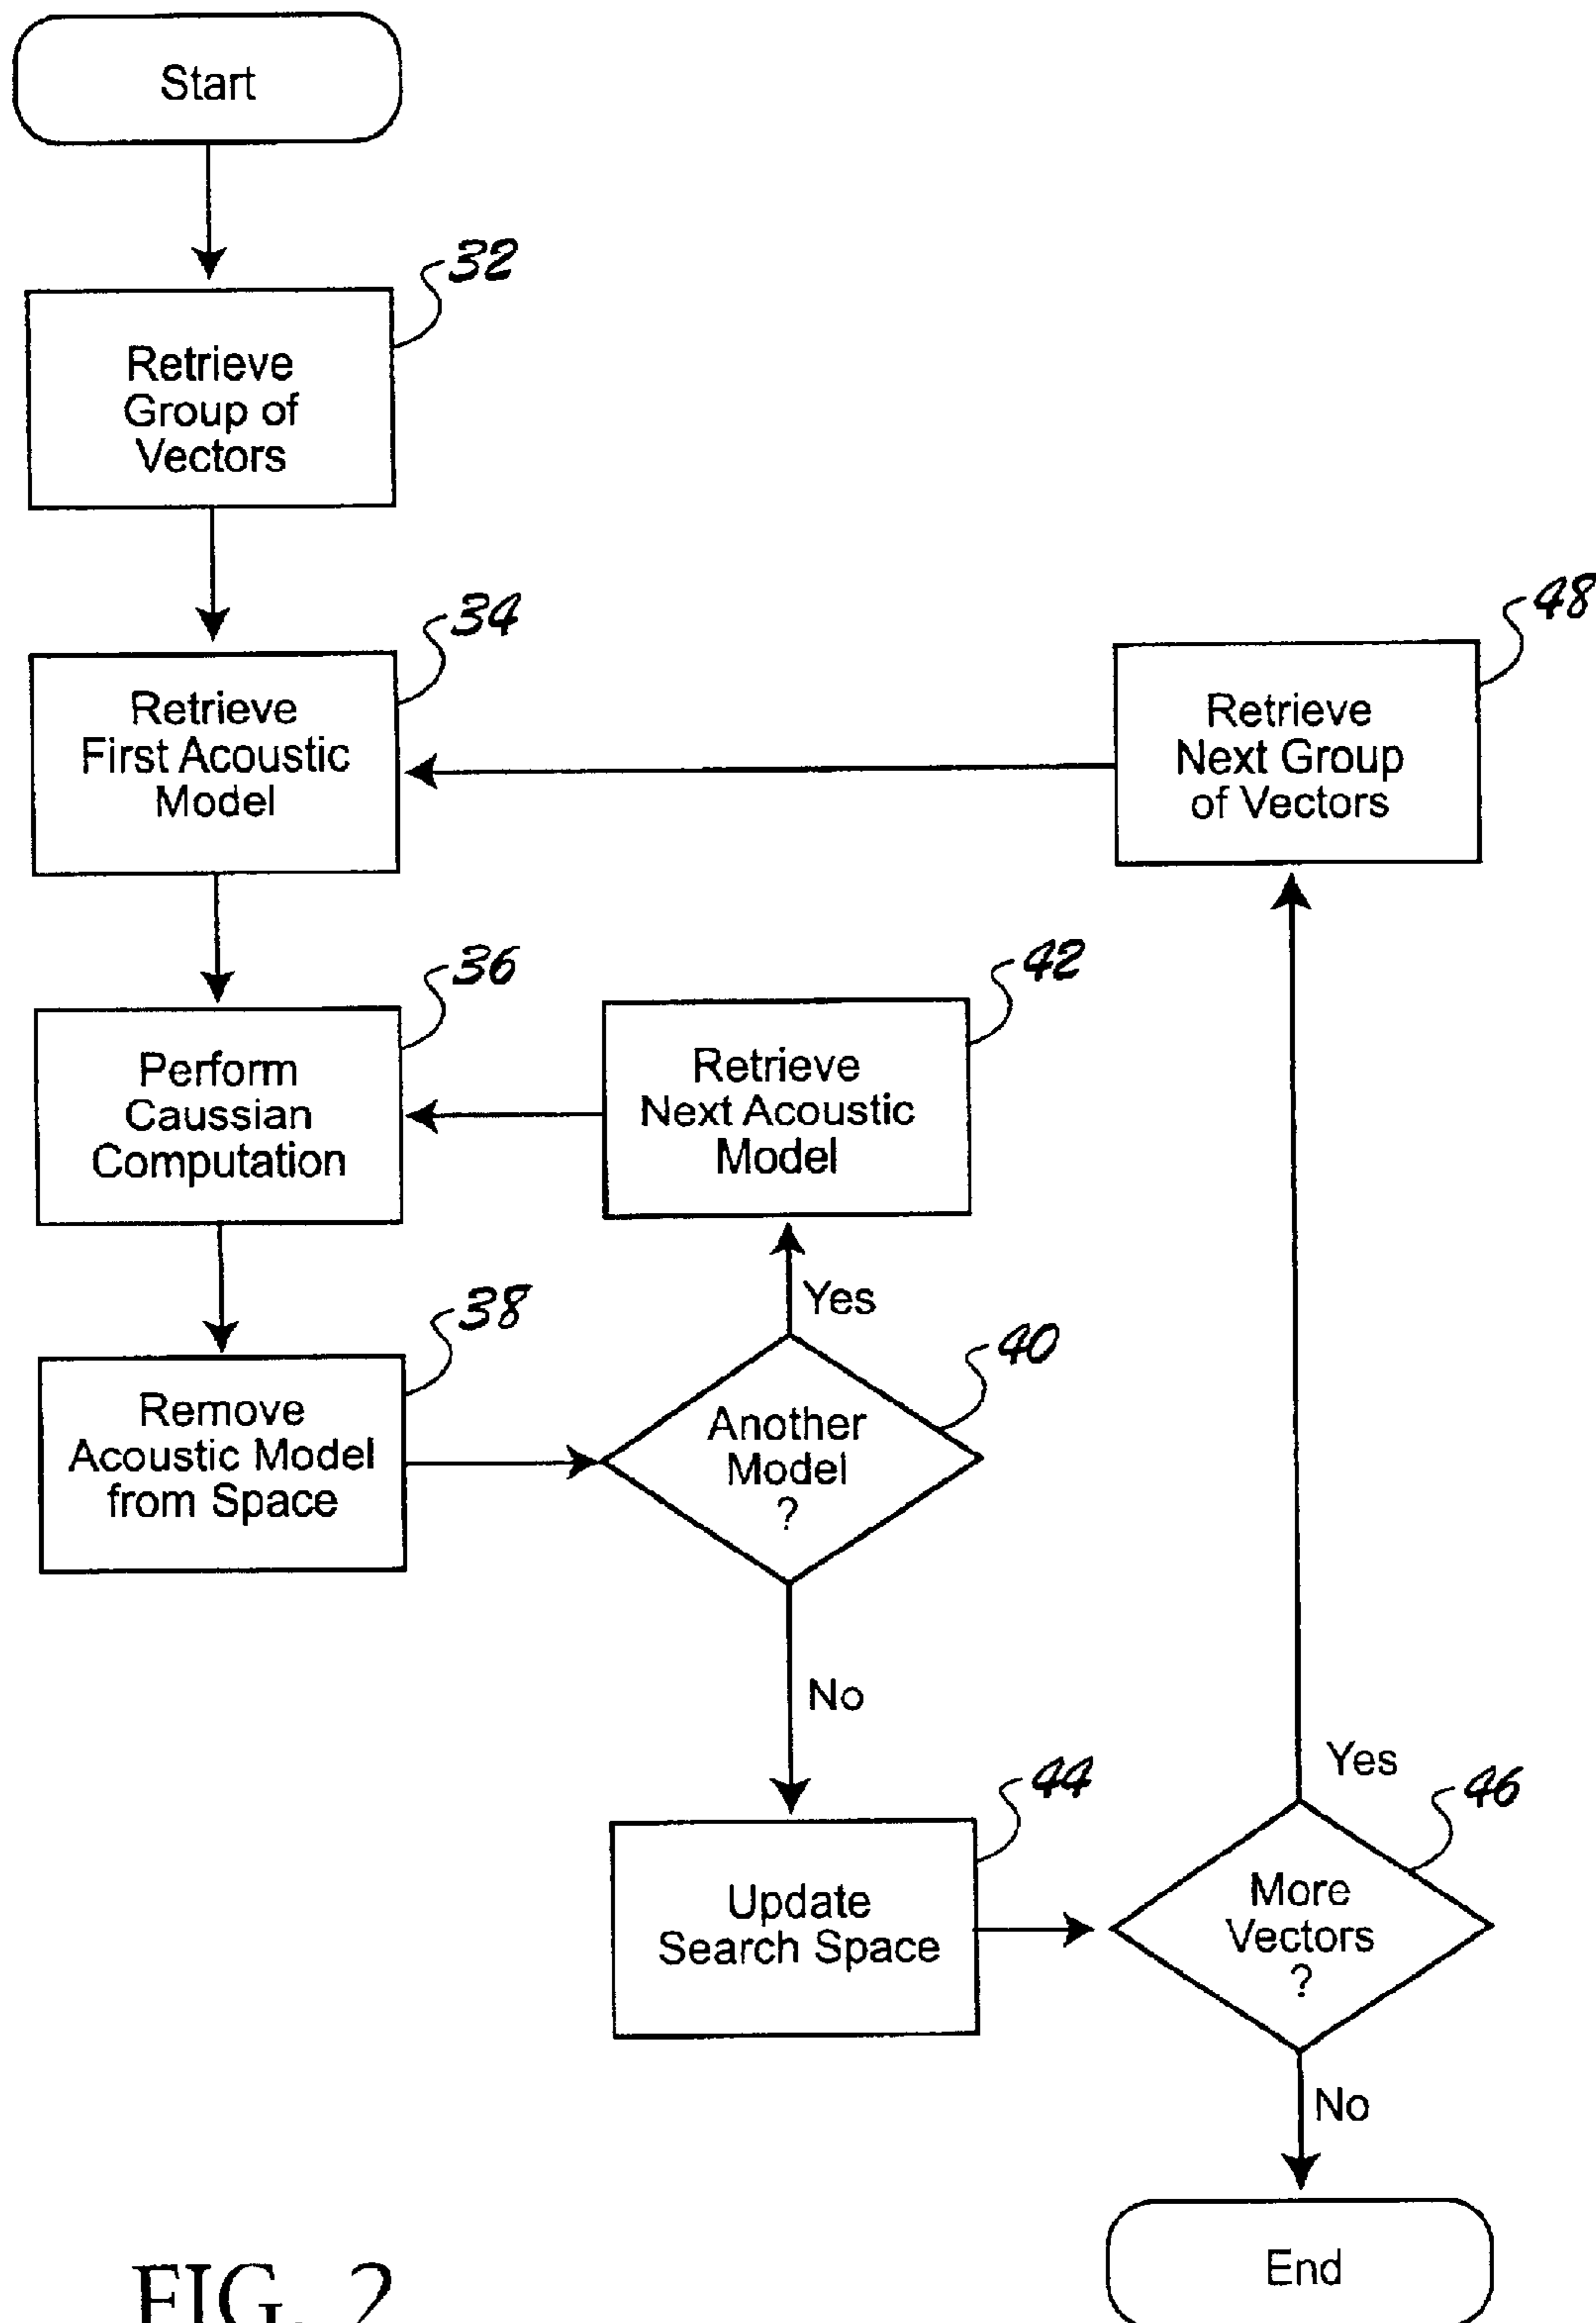 Start
32
Retrieve
Group of
Vectors
34
Retrieve
First Acoustic
Model
48
Retrieve
Next Group
of Vectors
36
Perform
Caussian
Computation
42
Retrieve
Next Acoustic
Model
Yes
38
Remove
Acoustic Model
from Space
40
Another
Model
?
No
44
Update
Search Space
Yes
46
More
Vectors
?
No
End
FIG. 2